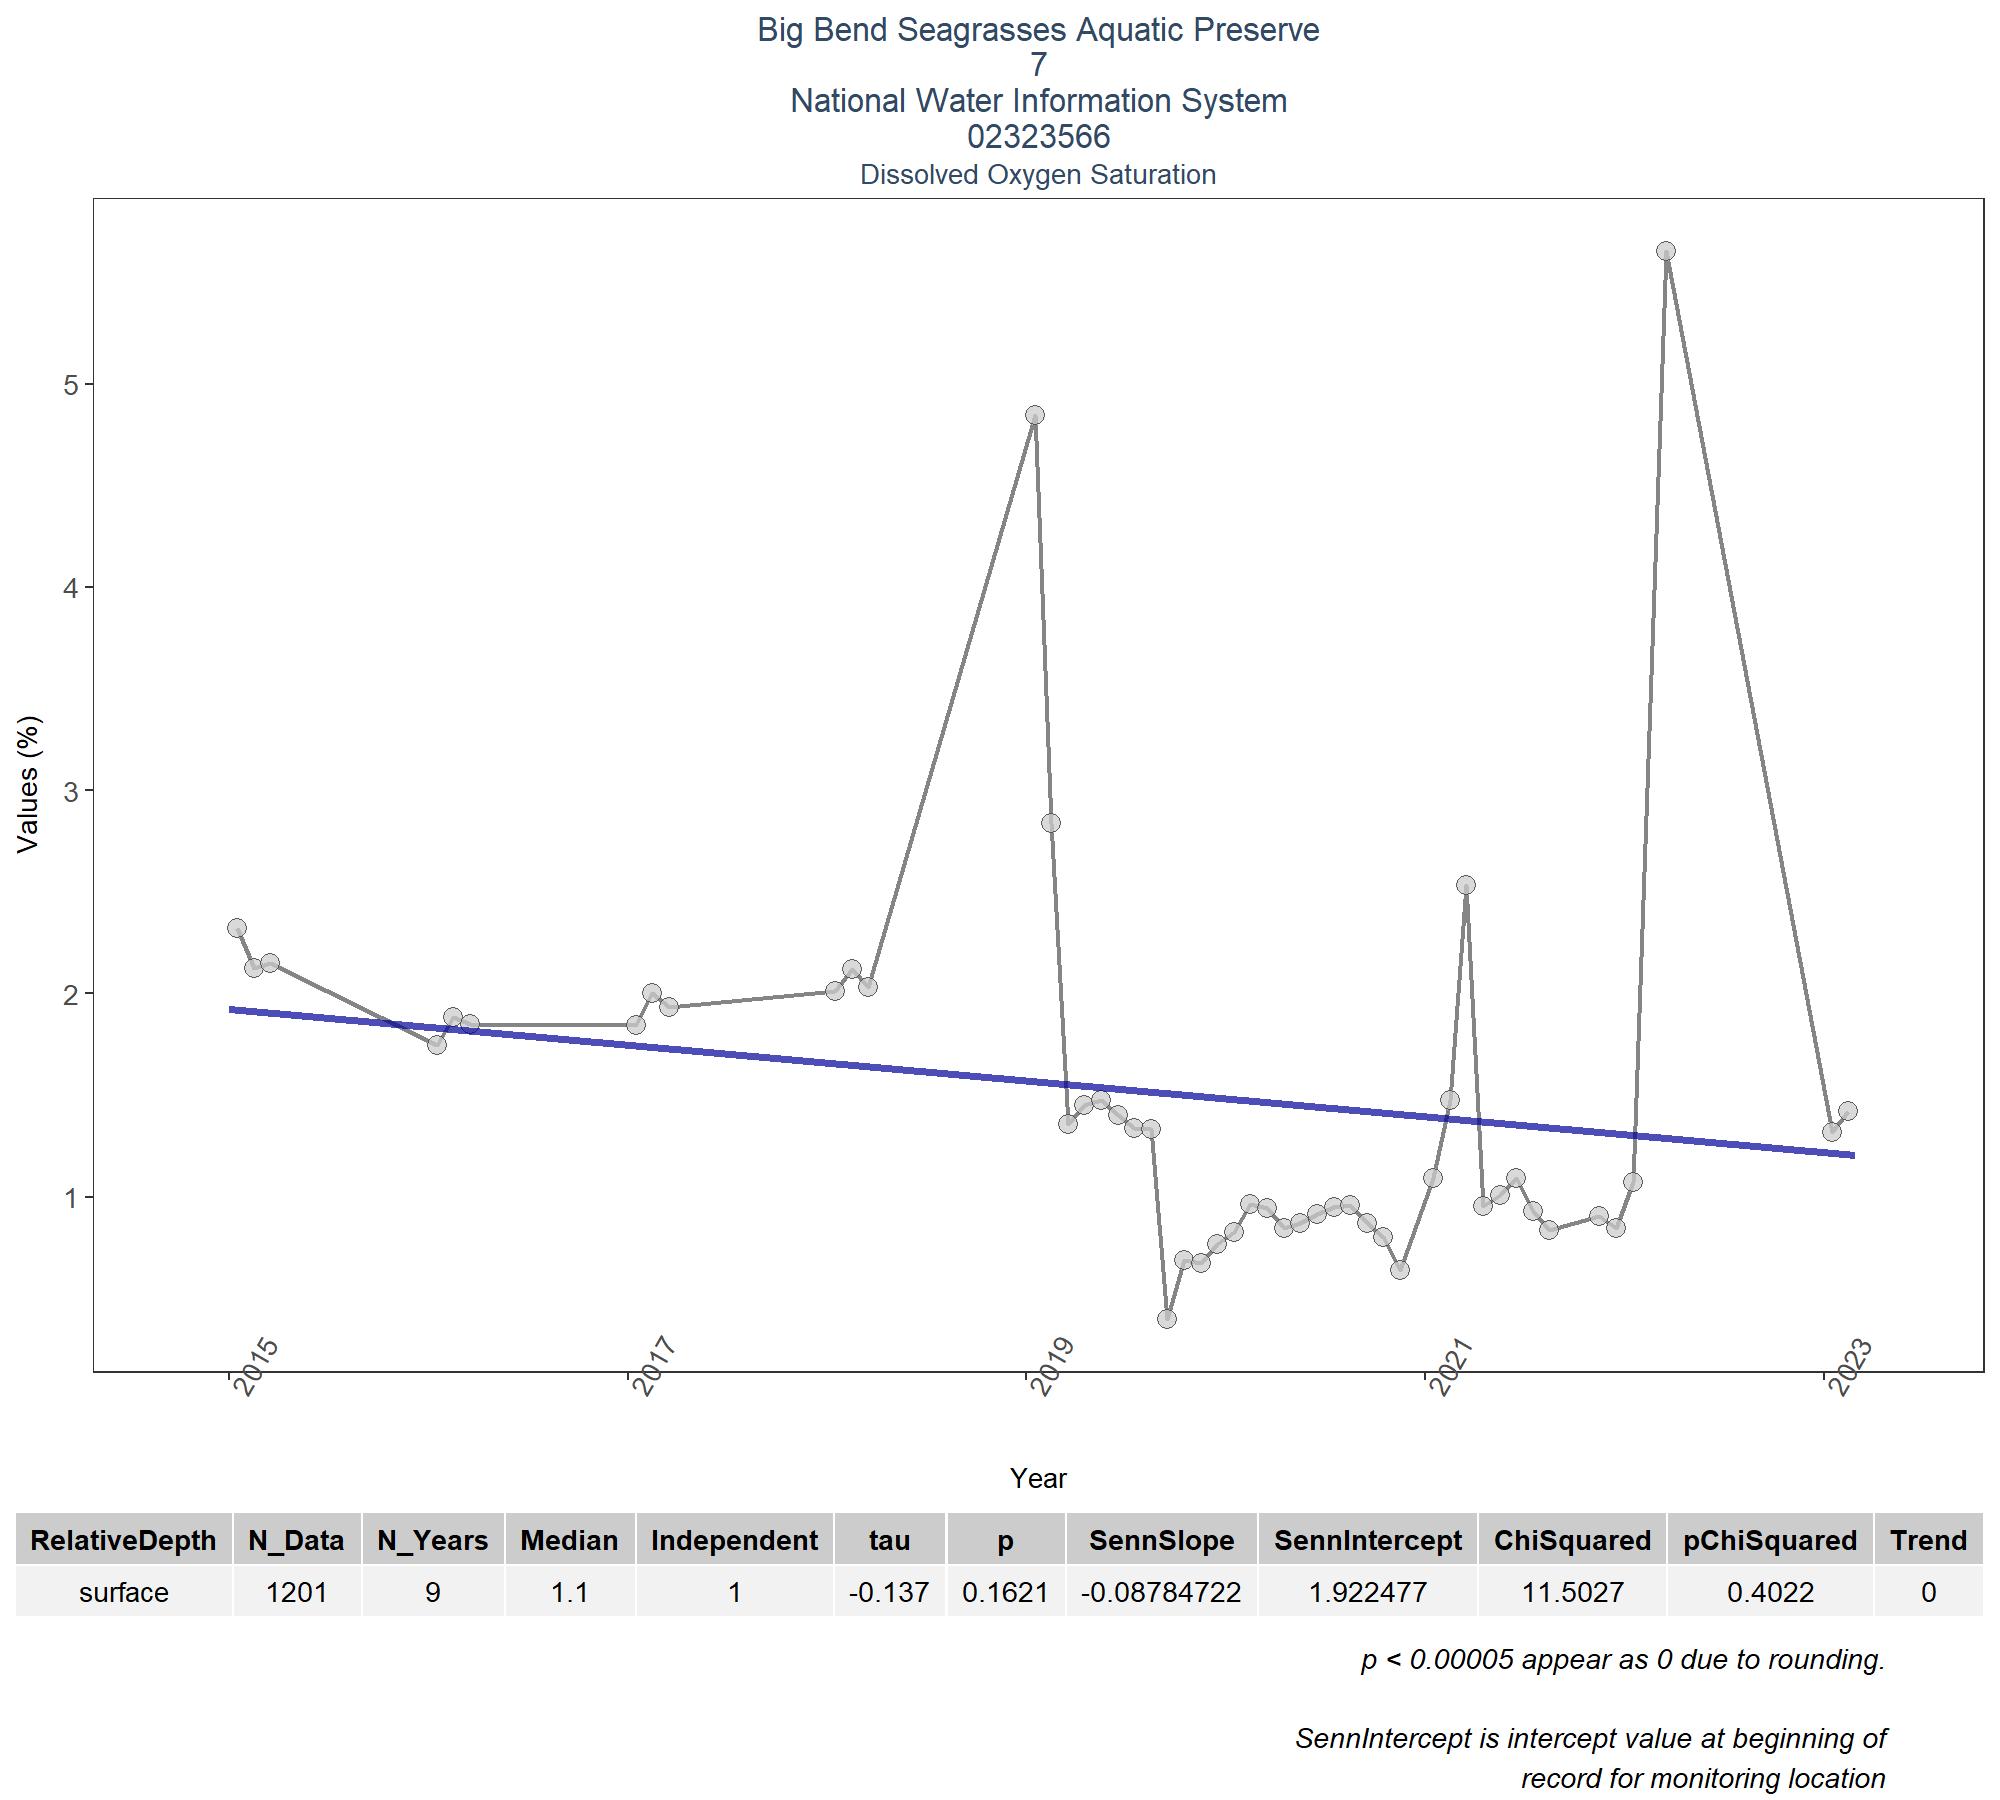 Big Bend Seagrasses Aquatic Preserve
7
National Water Information System
02323566
Dissolved Oxygen Saturation
Values (%)
5
4
3
2
1
2015 2017 2019 2021 2023
Year
RelativeDepth N_Data N_Years Median Independent tau p SennSlope SennIntercept ChiSquared pChiSquared Trend
surface 1201 9 1.1 1 -0.137 0.1621 -0.08784722 1.922477 11.5027 0.4022 0
p < 0.00005 appear as 0 due to rounding.
SennIntercept is intercept value at beginning of
record for monitoring location